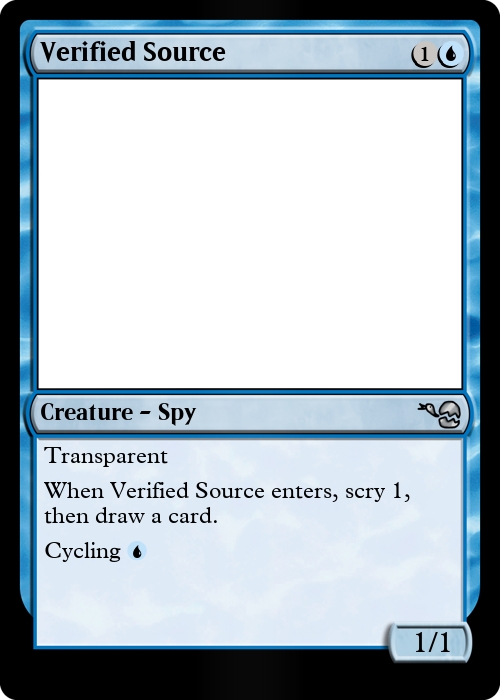 Verified Source 1
Creature – Spy
Transparent
When Verified Source enters, scry 1,
then draw a card.
Cycling
1/1